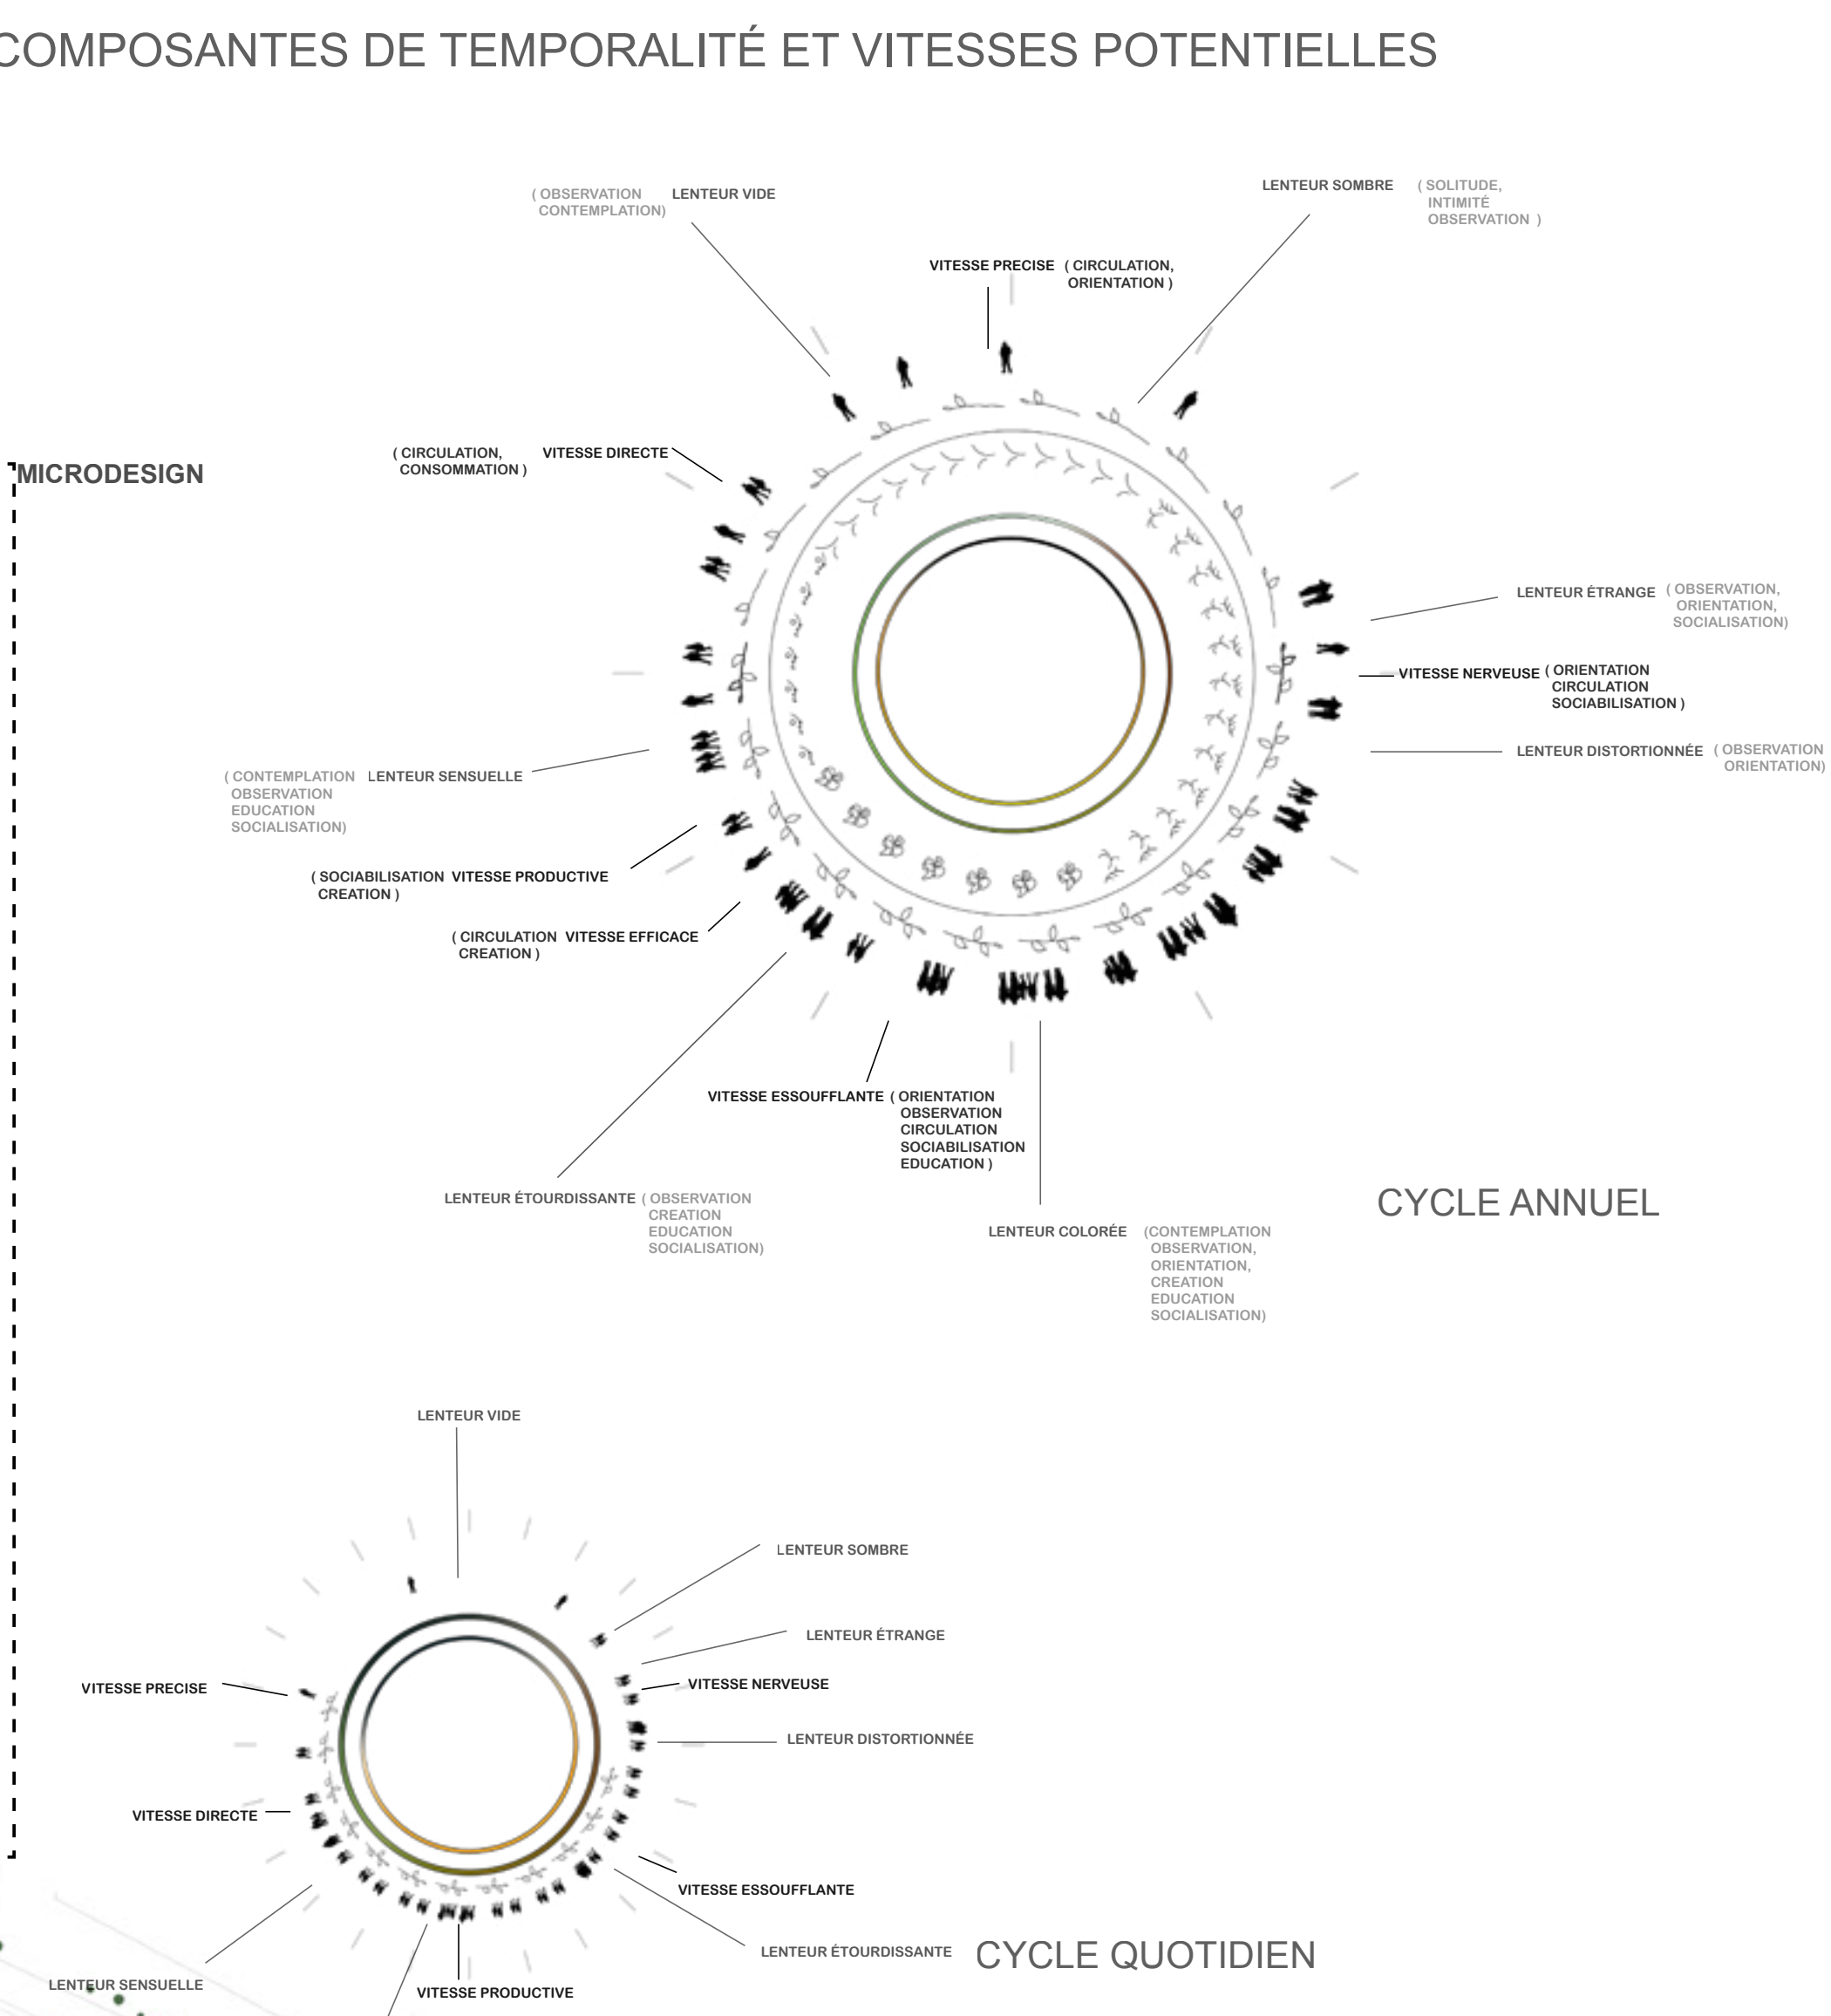 COMPOSANTES DE TEMPORALITÉ ET VITESSES POTENTIELLES
( OBSERVATION LENTEUR VIDE
CONTEMPLATION)
LENTEUR SOMBRE ( SOLITUDE,
INTIMITÉ
OBSERVATION )
VITESSE PRECISE ( CIRCULATION,
ORIENTATION )
( CIRCULATION, VITESSE DIRECTE
CONSOMMATION )
MICRODESIGN
LENTEUR ÉTRANGE ( OBSERVATION,
ORIENTATION,
SOCIALISATION)
VITESSE NERVEUSE ( ORIENTATION
CIRCULATION
SOCIABILISATION )
LENTEUR DISTORTIONNÉE ( OBSERVATION
ORIENTATION)
( CONTEMPLATION LENTEUR SENSUELLE
OBSERVATION
EDUCATION
SOCIALISATION)
( SOCIABILISATION VITESSE PRODUCTIVE
CREATION )
( CIRCULATION VITESSE EFFICACE
CREATION )
VITESSE ESSOUFFLANTE ( ORIENTATION
OBSERVATION
CIRCULATION
SOCIABILISATION
EDUCATION )
LENTEUR ÉTOURDISSANTE ( OBSERVATION
CREATION
EDUCATION
SOCIALISATION)
LENTEUR COLORÉE (CONTEMPLATION
OBSERVATION,
ORIENTATION,
CREATION
EDUCATION
SOCIALISATION)
CYCLE ANNUEL
LENTEUR VIDE
LENTEUR SOMBRE
LENTEUR ÉTRANGE
VITESSE PRECISE
VITESSE NERVEUSE
LENTEUR DISTORTIONNÉE
VITESSE DIRECTE
VITESSE ESSOUFFLANTE
LENTEUR ÉTOURDISSANTE
CYCLE QUOTIDIEN
LENTEUR SENSUELLE
VITESSE PRODUCTIVE